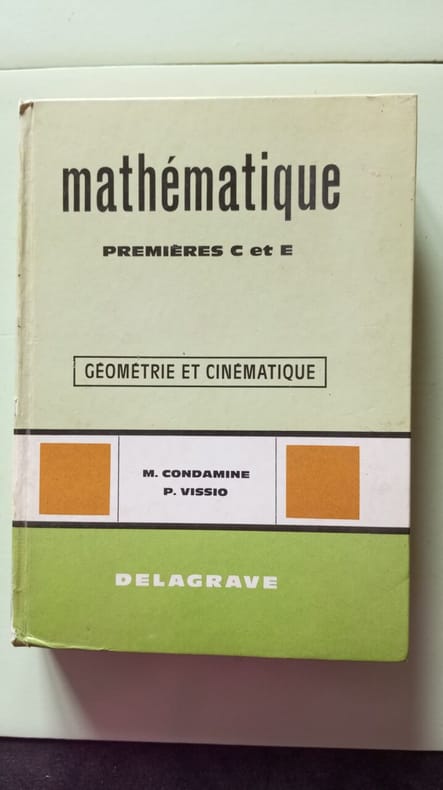 mathématique
PREMIÈRES C et E
GÉOMÉTRIE ET CINÉMATIQUE
M. CONDAMINE
P. VISSIO
DELAGRAVE